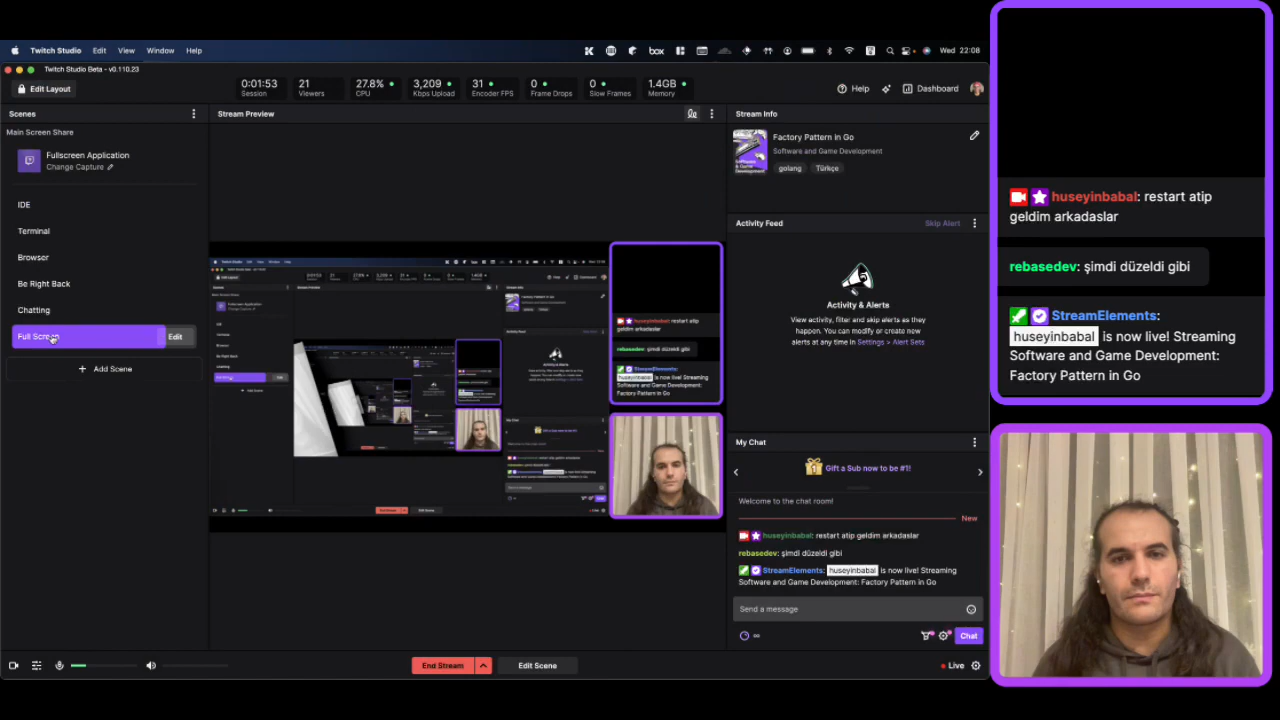 Twitch Studio Edit View Window Help
box Wed 22:08
Twitch Studio Beta - v0.110.23
Edit Layout
0:01:53 21 27.8% 3,209 31 0 0 1.4GB
Session Viewers CPU Kbps Upload Encoder FPS Frame Drops Slow Frames Memory
Help Dashboard
Scenes
Main Screen Share
Fullscreen Application
Change Capture
IDE
Terminal
Browser
Be Right Back
Chatting
Full Screen Edit
+ Add Scene
Stream Preview
End Stream Edit Scene
Stream Info
Factory Pattern in Go
Software and Game Development
golang Türkçe
Activity Feed Skip Alert
Activity & Alerts
View activity, filter and skip alerts as they
happen. You can modify or create new
alerts at any time in Settings > Alert Sets
My Chat
Gift a Sub now to be #1!
Welcome to the chat room!
New
huseyinbabal: restart atip geldim arkadaslar
rebasedev: şimdi düzeldi gibi
StreamElements: huseyinbabal is now live! Streaming
Software and Game Development: Factory Pattern in Go
Send a message
∞ Chat
Live
huseyinbabal: restart atip
geldim arkadaslar
rebasedev: şimdi düzeldi gibi
StreamElements:
huseyinbabal is now live! Streaming
Software and Game Development:
Factory Pattern in Go